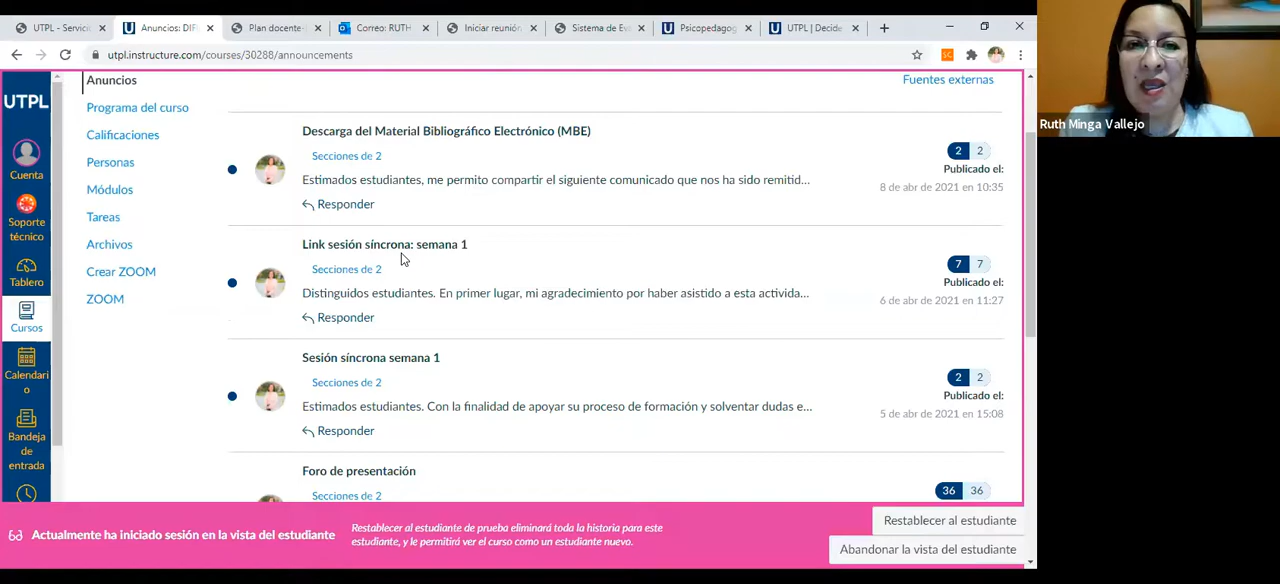 UTPL - Servicio
Anuncios: DIF
Plan docente-
Correo: RUTH
Iniciar reunión
Sistema de Ev
Psicopedagog
UTPL | Decide
utpl.instructure.com/courses/30288/announcements
UTPL
Cuenta
Soporte
técnico
Tablero
Cursos
Calendari
o
Bandeja
de
entrada
Anuncios
Programa del curso
Calificaciones
Personas
Módulos
Tareas
Archivos
Crear ZOOM
ZOOM
Fuentes externas
Descarga del Material Bibliográfico Electrónico (MBE)
Secciones de 2
Estimados estudiantes, me permito compartir el siguiente comunicado que nos ha sido remitid...
Responder
2 2
Publicado el:
8 de abr de 2021 en 10:35
Link sesión síncrona: semana 1
Secciones de 2
Distinguidos estudiantes. En primer lugar, mi agradecimiento por haber asistido a esta activida...
Responder
7 7
Publicado el:
6 de abr de 2021 en 11:27
Sesión síncrona semana 1
Secciones de 2
Estimados estudiantes. Con la finalidad de apoyar su proceso de formación y solventar dudas e...
Responder
2 2
Publicado el:
5 de abr de 2021 en 15:08
Foro de presentación
Secciones de 2
36 36
Actualmente ha iniciado sesión en la vista del estudiante
Restablecer al estudiante de prueba eliminará toda la historia para este
estudiante, y le permitirá ver el curso como un estudiante nuevo.
Restablecer al estudiante
Abandonar la vista del estudiante
Ruth Minga Vallejo